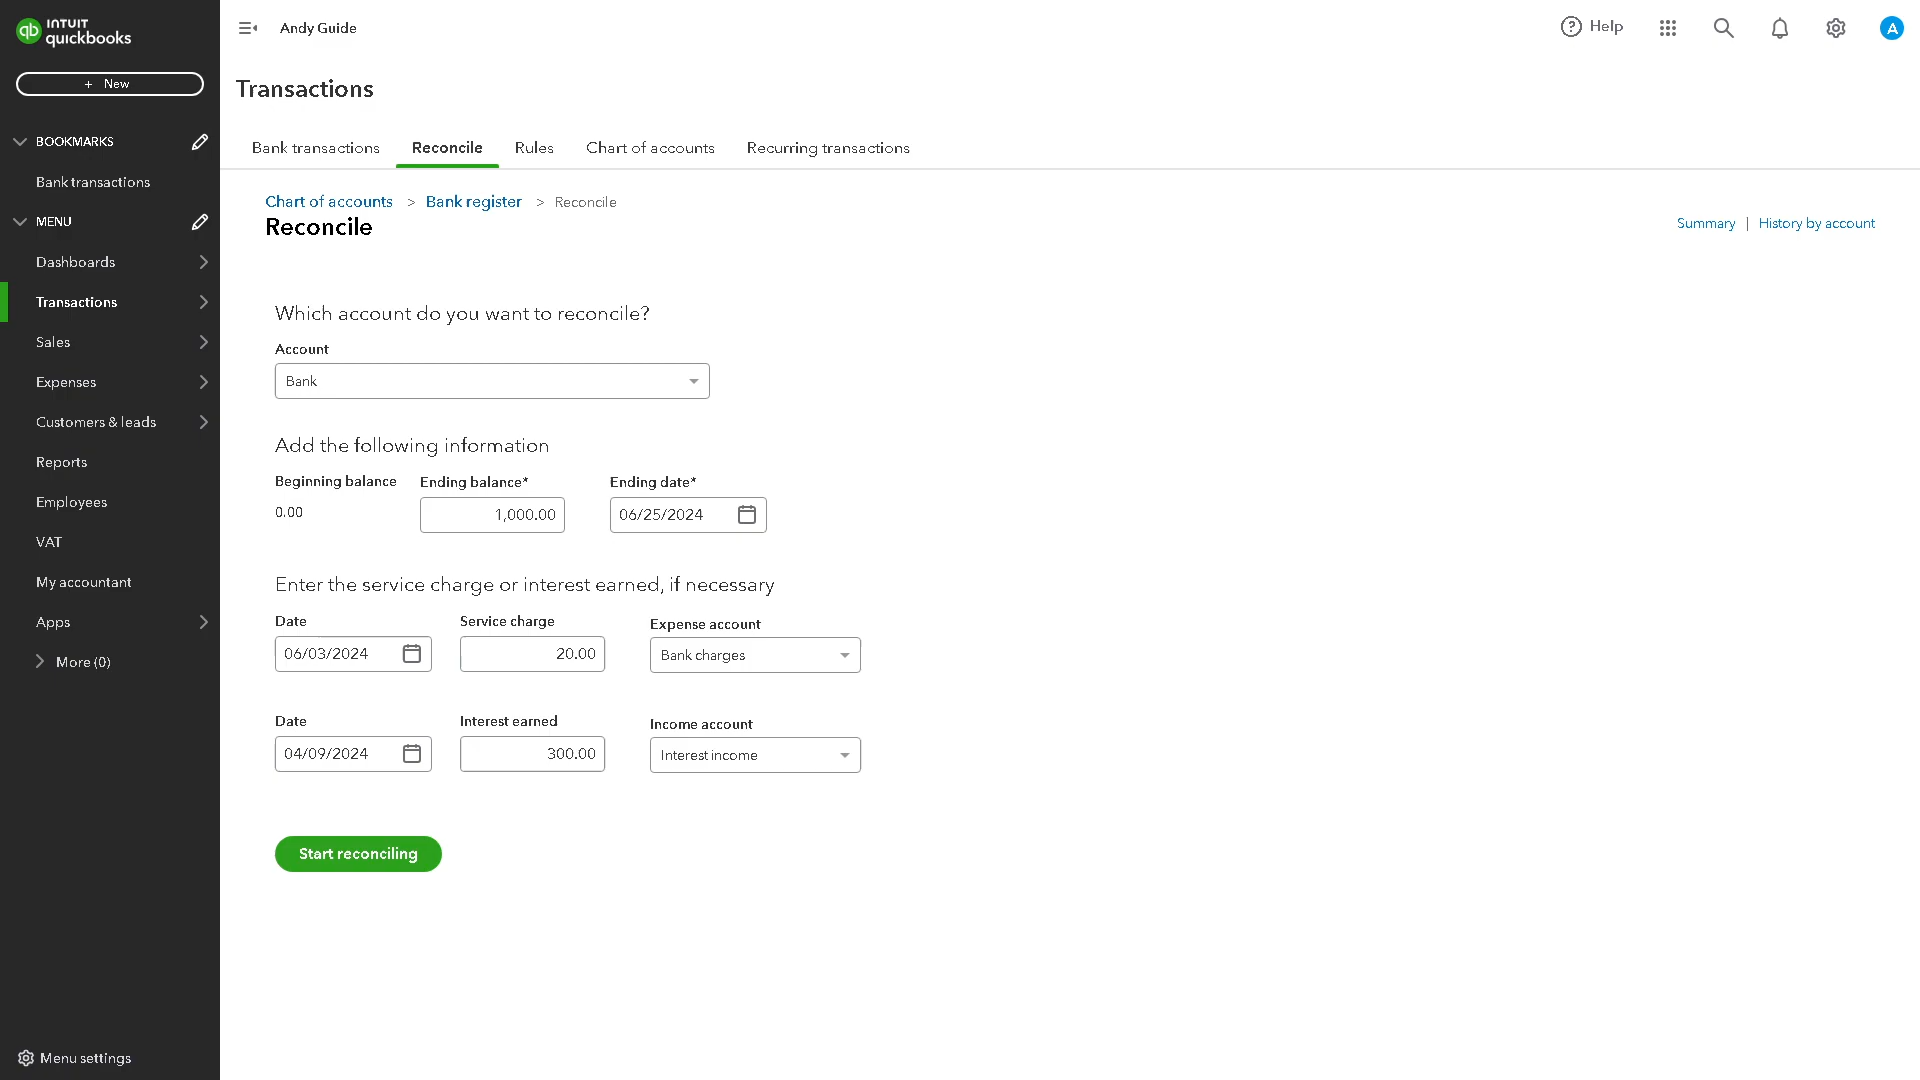 INTUIT
quickbooks
Andy Guide
Help
A
+ New
Transactions
BOOKMARKS
Bank transactions
MENU
Dashboards
Transactions
Sales
Expenses
Customers & leads
Reports
Employees
VAT
My accountant
Apps
More (0)
Menu settings
Bank transactions
Reconcile
Rules
Chart of accounts
Recurring transactions
Chart of accounts > Bank register > Reconcile
Reconcile
Summary | History by account
Which account do you want to reconcile?
Account
Bank
Add the following information
Beginning balance Ending balance* Ending date*
0.00 1,000.00 06/25/2024
Enter the service charge or interest earned, if necessary
Date Service charge Expense account
06/03/2024 20.00 Bank charges
Date Interest earned Income account
04/09/2024 300.00 Interest income
Start reconciling